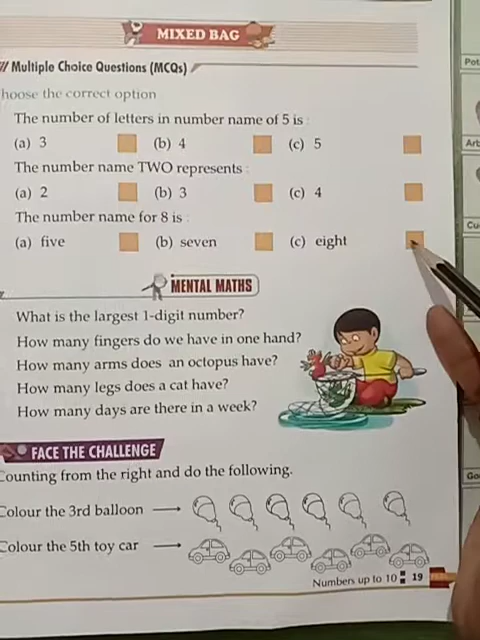 MIXED BAG
Multiple Choice Questions (MCQs)
hoose the correct option
The number of letters in number name of 5 is :
(a) 3 (b) 4 (c) 5
The number name TWO represents :
(a) 2 (b) 3 (c) 4
The number name for 8 is :
(a) five (b) seven (c) eight
MENTAL MATHS
What is the largest 1-digit number?
How many fingers do we have in one hand?
How many arms does an octopus have?
How many legs does a cat have?
How many days are there in a week?
FACE THE CHALLENGE
Counting from the right and do the following.
Colour the 3rd balloon
Colour the 5th toy car
Numbers up to 10 19
Pot
Art
Cu
Go